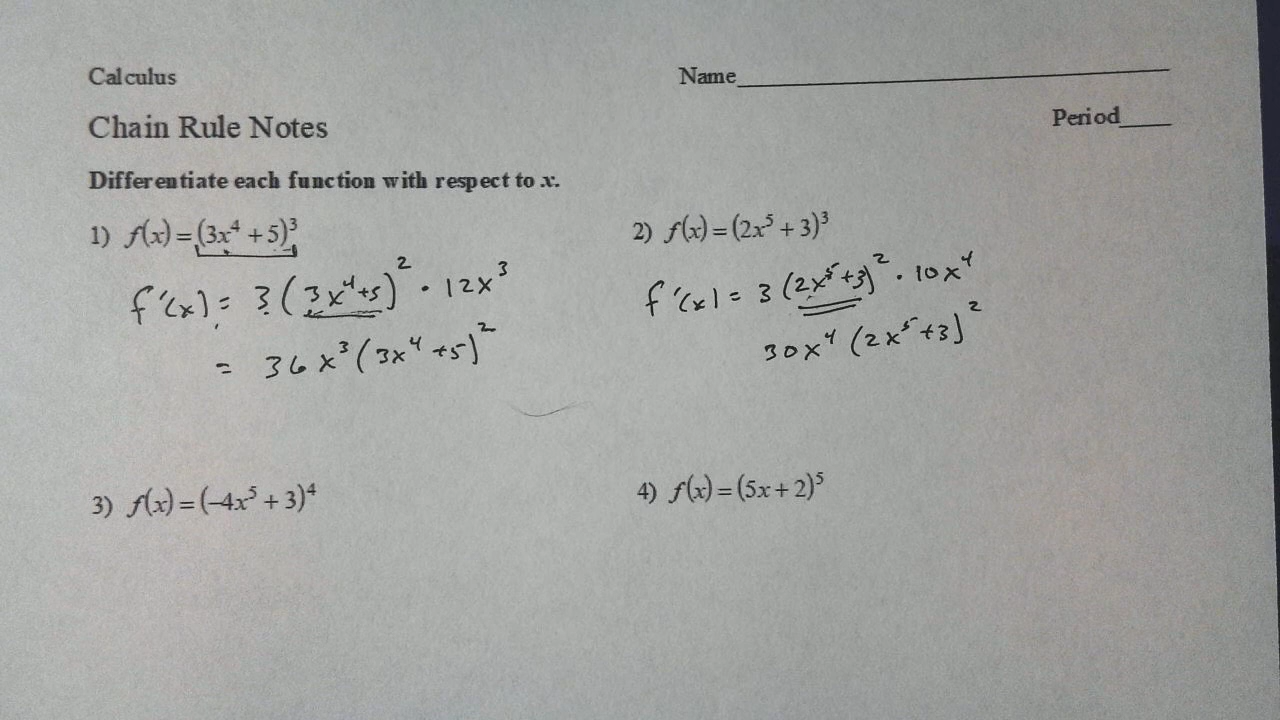 Calculus Name____________________
Chain Rule Notes
Period____
Differentiate each function with respect to x.
1) f(x) = (3x⁴ + 5)³
f'(x) = 3(3x⁴+5)² · 12x³
= 36x³(3x⁴+5)²
2) f(x) = (2x⁵ + 3)³
f'(x) = 3(2x⁵+3)² · 10x⁴
30x⁴(2x⁵+3)²
3) f(x) = (−4x⁵ + 3)⁴
4) f(x) = (5x + 2)⁵